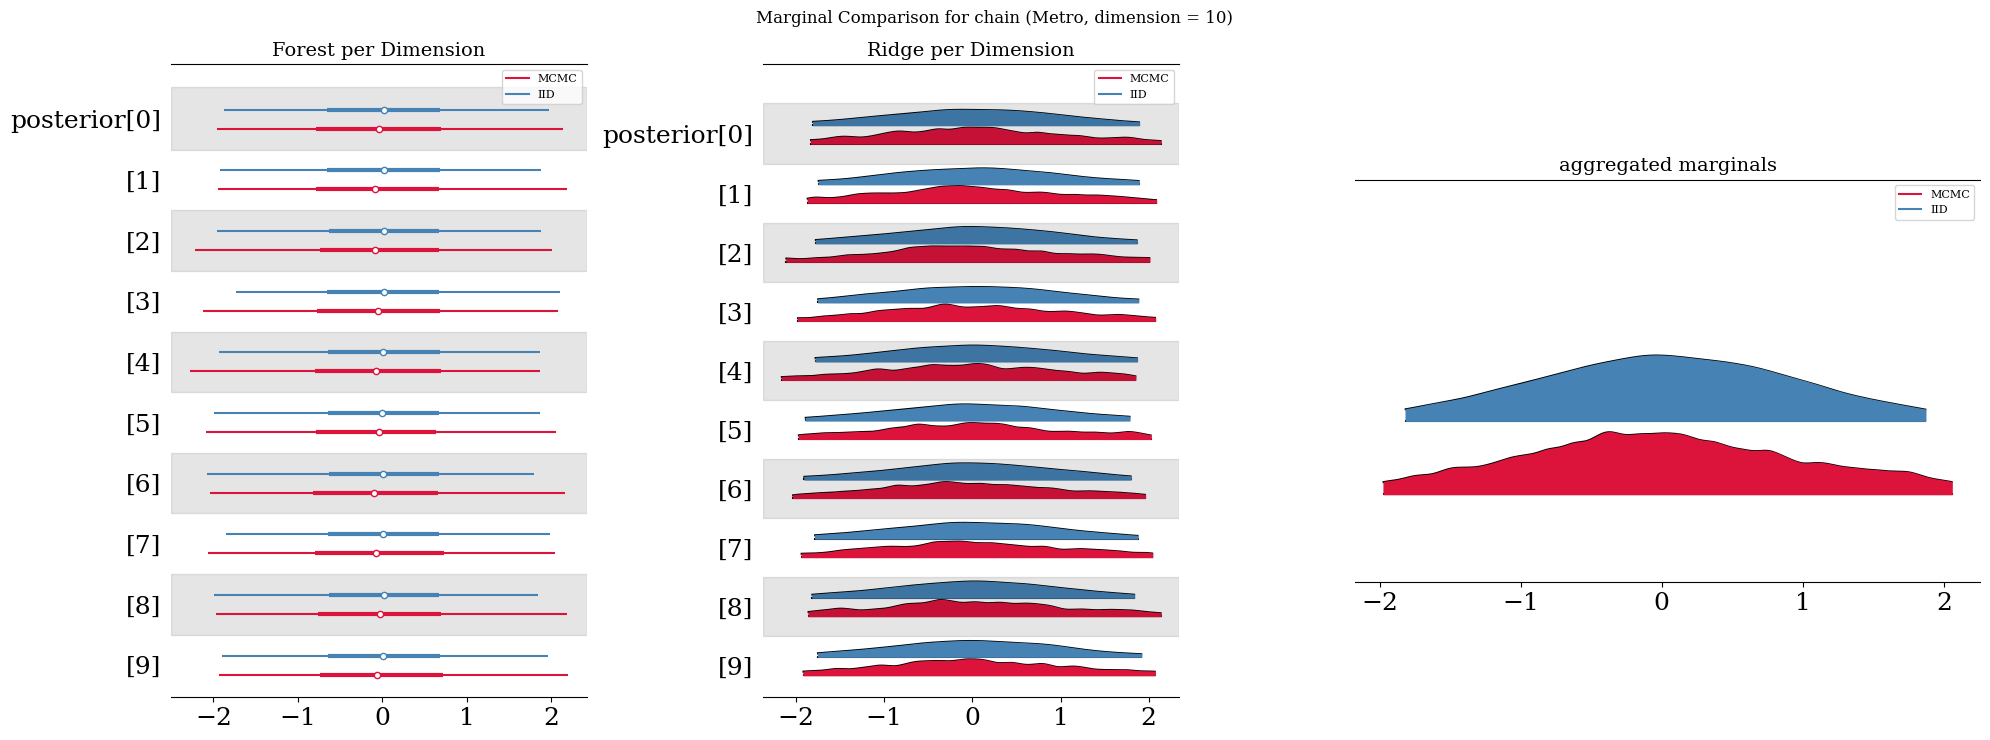 Marginal Comparison for chain (Metro, dimension = 10)
Forest per Dimension
MCMC
IID
posterior[0]
[1]
[2]
[3]
[4]
[5]
[6]
[7]
[8]
[9]
−2 −1 0 1 2
Ridge per Dimension
MCMC
IID
posterior[0]
[1]
[2]
[3]
[4]
[5]
[6]
[7]
[8]
[9]
−2 −1 0 1 2
aggregated marginals
MCMC
IID
−2 −1 0 1 2